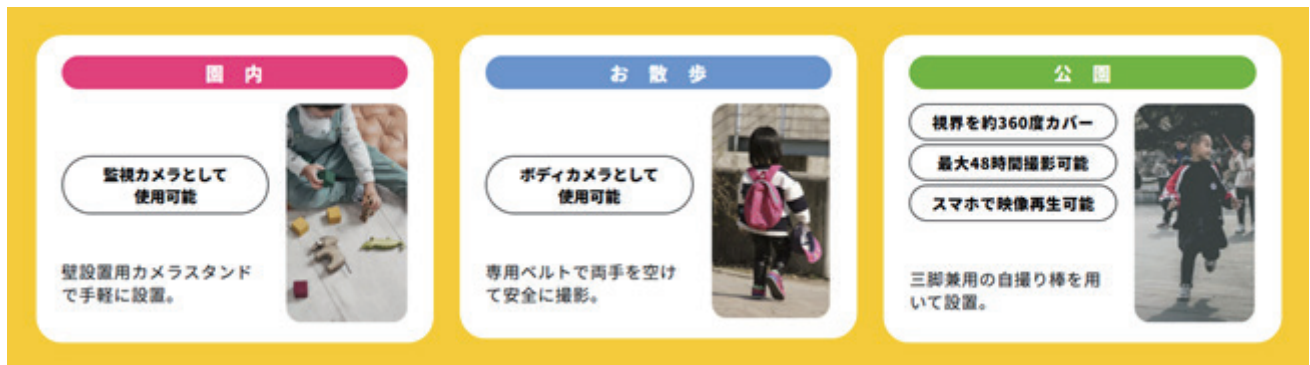 園内
監視カメラとして
使用可能
壁設置用カメラスタンド
で手軽に設置。
お散歩
ボディカメラとして
使用可能
専用ベルトで両手を空け
て安全に撮影。
公園
視界を約360度カバー
最大48時間撮影可能
スマホで映像再生可能
三脚兼用の自撮り棒を用
いて設置。